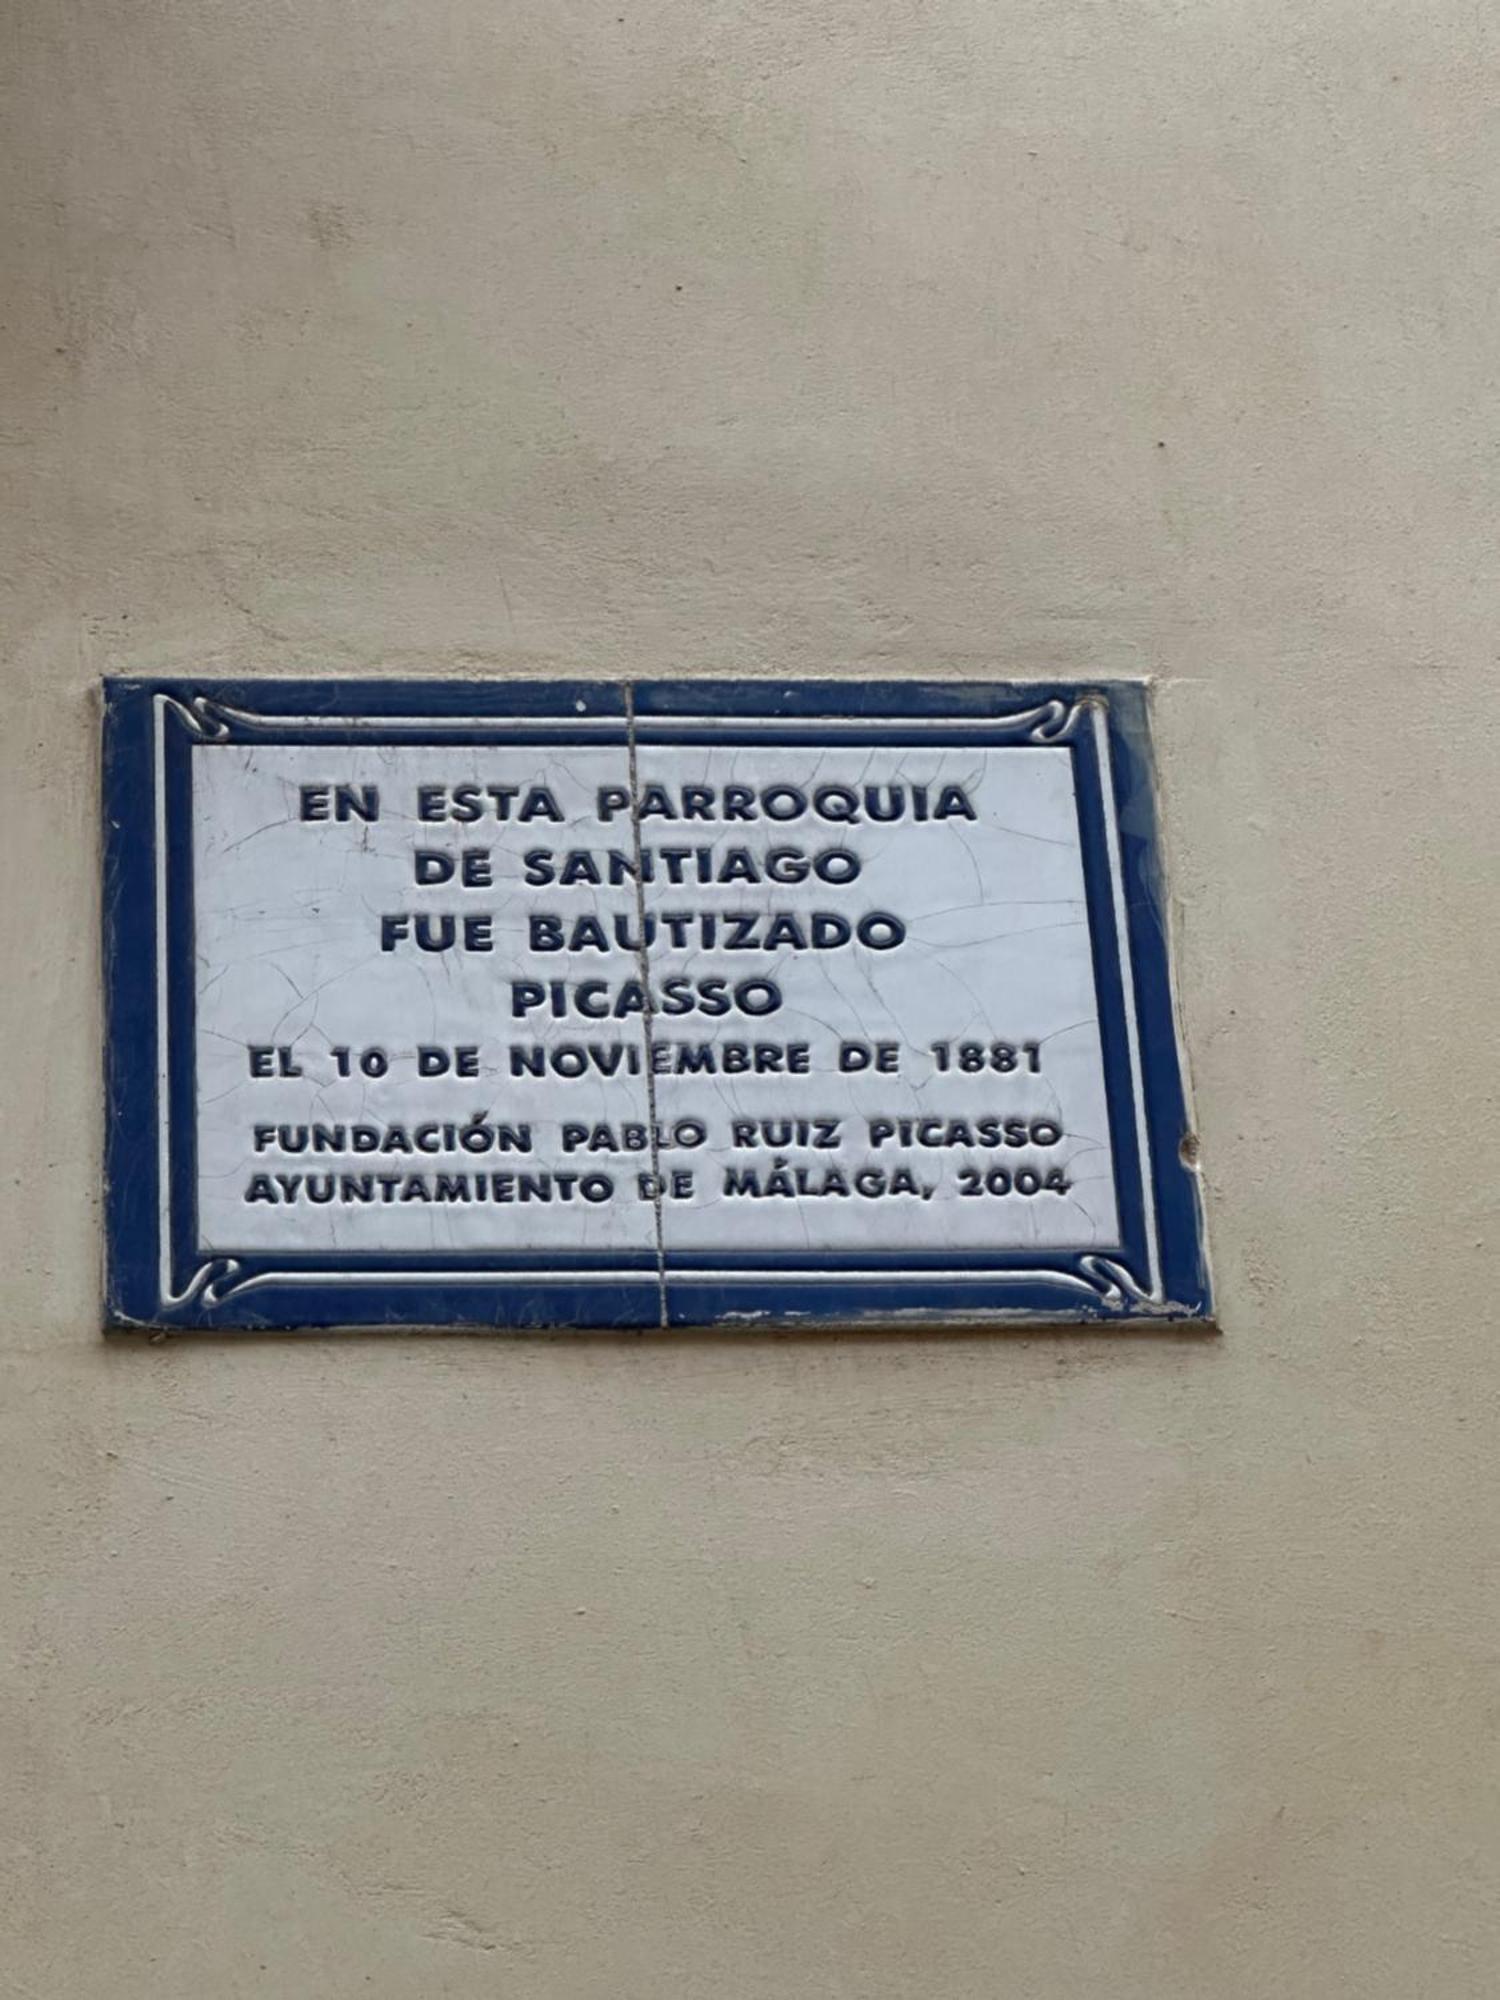 EN ESTA PARROQUIA
DE SANTIAGO
FUE BAUTIZADO
PICASSO
EL 10 DE NOVIEMBRE DE 1881
FUNDACIÓN PABLO RUIZ PICASSO
AYUNTAMIENTO DE MÁLAGA, 2004